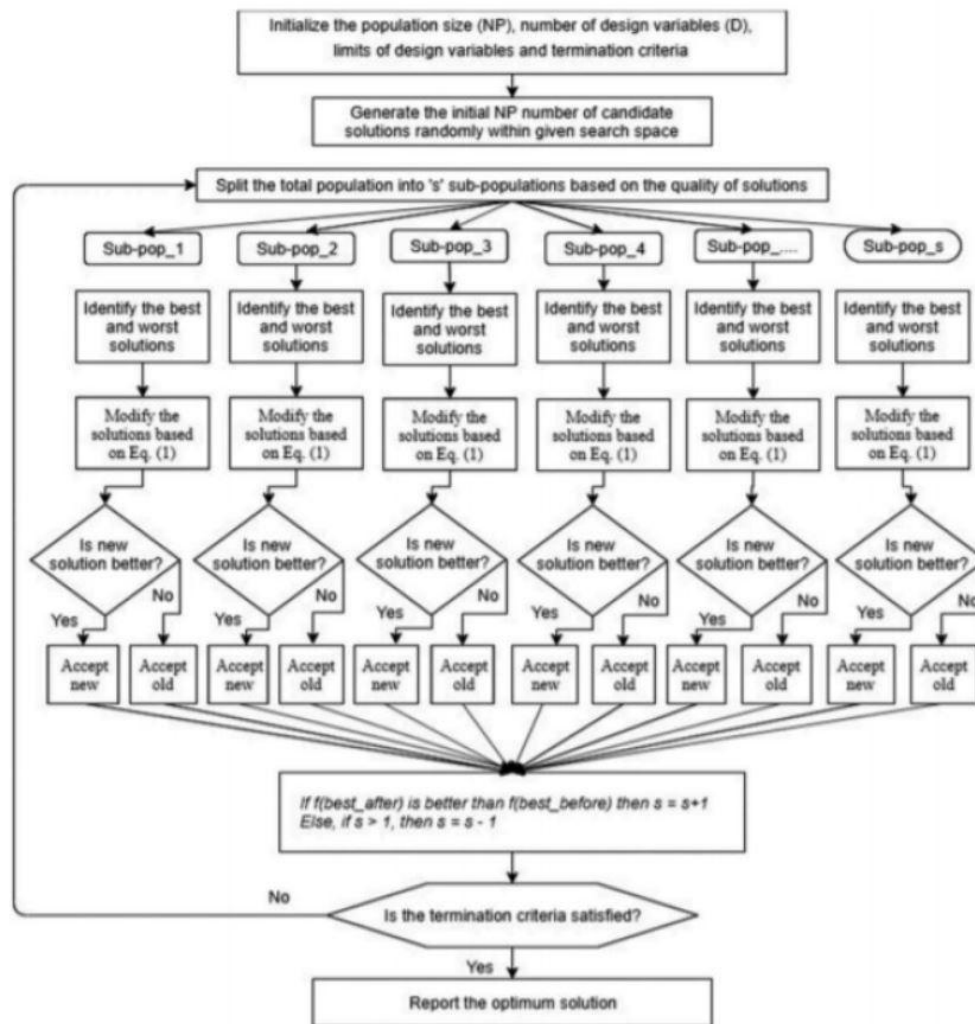 Initialize the population size (NP), number of design variables (D),
limits of design variables and termination criteria
Generate the initial NP number of candidate
solutions randomly within given search space
Split the total population into 's' sub-populations based on the quality of solutions
Sub-pop_1
Sub-pop_2
Sub-pop_3
Sub-pop_4
Sub-pop_....
Sub-pop_s
Identify the best
and worst
solutions
Identify the best
and worst
solutions
Identify the best
and worst
solutions
Identify the best
and worst
solutions
Identify the best
and worst
solutions
Identify the best
and worst
solutions
Modify the
solutions based
on Eq. (1)
Modify the
solutions based
on Eq. (1)
Modify the
solutions based
on Eq. (1)
Modify the
solutions based
on Eq. (1)
Modify the
solutions based
on Eq. (1)
Modify the
solutions based
on Eq. (1)
Is new
solution better?
Is new
solution better?
Is new
solution better?
Is new
solution better?
Is new
solution better?
Is new
solution better?
Yes
No
Yes
No
Yes
No
Yes
No
Yes
No
Yes
No
Accept
new
Accept
old
Accept
new
Accept
old
Accept
new
Accept
old
Accept
new
Accept
old
Accept
new
Accept
old
Accept
new
Accept
old
If f(best_after) is better than f(best_before) then s = s+1
Else, if s > 1, then s = s - 1
No
Is the termination criteria satisfied?
Yes
Report the optimum solution